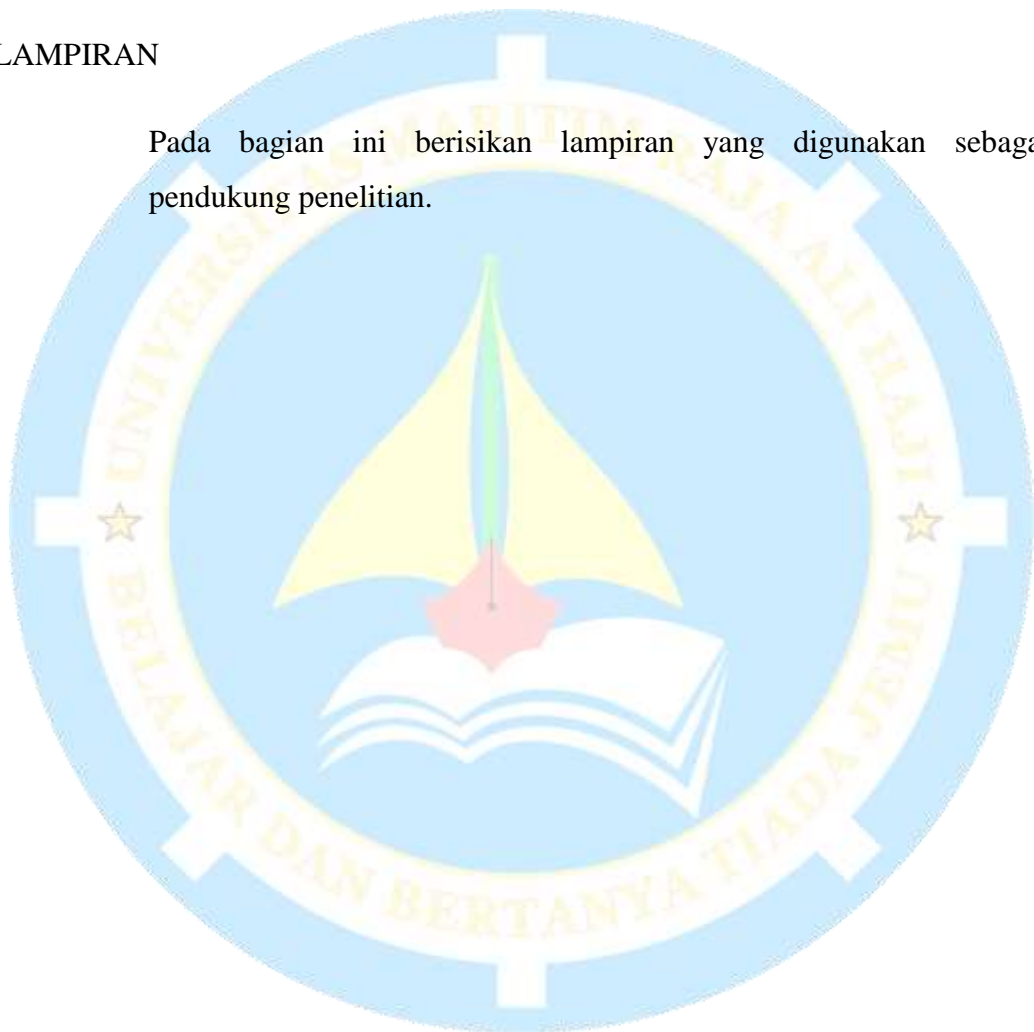 LAMPIRAN
Pada bagian ini berisikan lampiran yang digunakan sebaga
pendukung penelitian.
UNIVERSITAS MARITIM RAJA ALI HAJI
BELAJAR DAN BERTANYA TIADA JEMU